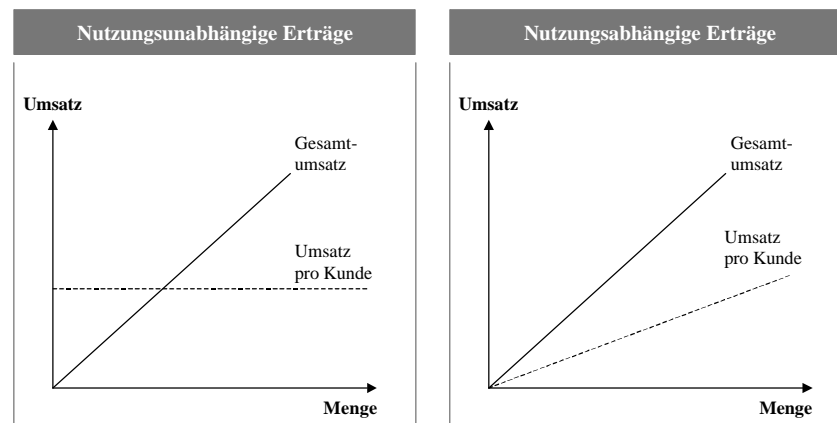 Nutzungsunabhängige Erträge
Umsatz
Gesamt-
umsatz
Umsatz
pro Kunde
Menge
Nutzungsabhängige Erträge
Umsatz
Gesamt-
umsatz
Umsatz
pro Kunde
Menge